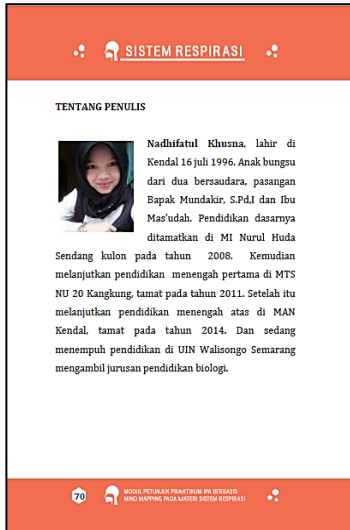 SISTEM RESPIRASI
TENTANG PENULIS
Nadhifatul Khusna, lahir di
Kendal 16 juli 1996. Anak bungsu
dari dua bersaudara, pasangan
Bapak Mundakir, S.Pd,I dan Ibu
Mas'udah. Pendidikan dasarnya
ditamatkan di MI Nurul Huda
Sendang kulon pada tahun 2008. Kemudian
melanjutkan pendidikan menengah pertama di MTS
NU 20 Kangkung, tamat pada tahun 2011. Setelah itu
melanjutkan pendidikan menengah atas di MAN
Kendal, tamat pada tahun 2014. Dan sedang
menempuh pendidikan di UIN Walisongo Semarang
mengambil jurusan pendidikan biologi.
70
MODUL PETUNJUK PRAKTIKUM IPA BERBASIS
MIND MAPPING PADA MATERI SISTEM RESPIRASI